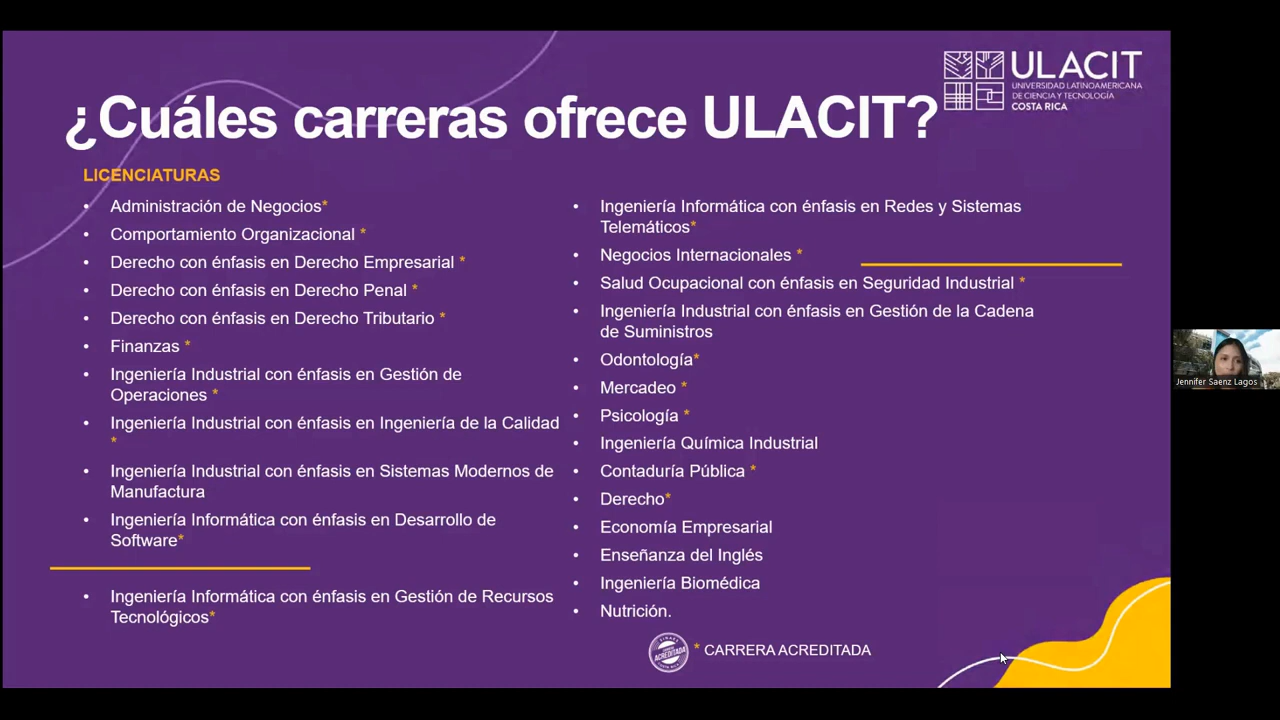 ¿Cuáles carreras ofrece ULACIT?
ULACIT
UNIVERSIDAD LATINOAMERICANA
DE CIENCIA Y TECNOLOGÍA
COSTA RICA
LICENCIATURAS
• Administración de Negocios*
• Comportamiento Organizacional *
• Derecho con énfasis en Derecho Empresarial *
• Derecho con énfasis en Derecho Penal *
• Derecho con énfasis en Derecho Tributario *
• Finanzas *
• Ingeniería Industrial con énfasis en Gestión de
Operaciones *
• Ingeniería Industrial con énfasis en Ingeniería de la Calidad
*
• Ingeniería Industrial con énfasis en Sistemas Modernos de
Manufactura
• Ingeniería Informática con énfasis en Desarrollo de
Software*
• Ingeniería Informática con énfasis en Gestión de Recursos
Tecnológicos*
• Ingeniería Informática con énfasis en Redes y Sistemas
Telemáticos*
• Negocios Internacionales *
• Salud Ocupacional con énfasis en Seguridad Industrial *
• Ingeniería Industrial con énfasis en Gestión de la Cadena
de Suministros
• Odontología*
• Mercadeo *
• Psicología *
• Ingeniería Química Industrial
• Contaduría Pública *
• Derecho*
• Economía Empresarial
• Enseñanza del Inglés
• Ingeniería Biomédica
• Nutrición.
ACREDITADA
* CARRERA ACREDITADA
Jennifer Saenz Lagos